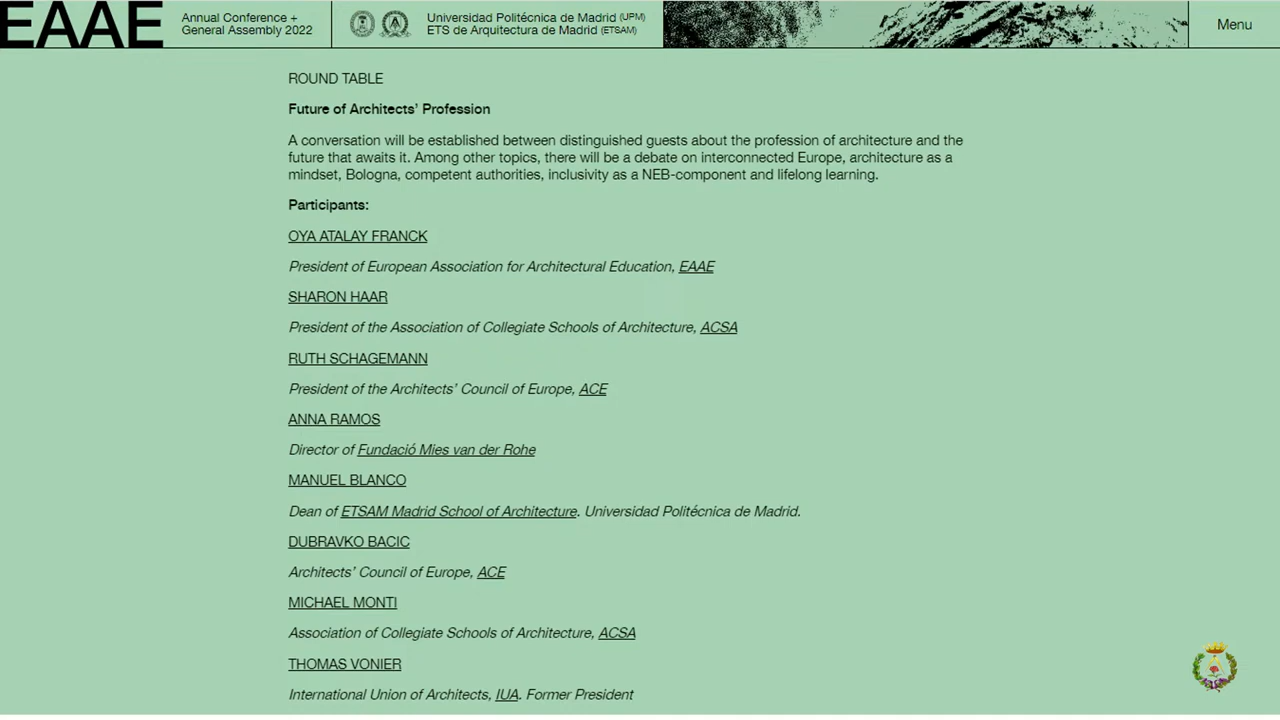 EAAE
Annual Conference +
General Assembly 2022
Universidad Politécnica de Madrid (UPM)
ETS de Arquitectura de Madrid (ETSAM)
Menu
ROUND TABLE
Future of Architects' Profession
A conversation will be established between distinguished guests about the profession of architecture and the
future that awaits it. Among other topics, there will be a debate on interconnected Europe, architecture as a
mindset, Bologna, competent authorities, inclusivity as a NEB-component and lifelong learning.
Participants:
OYA ATALAY FRANCK
President of European Association for Architectural Education, EAAE
SHARON HAAR
President of the Association of Collegiate Schools of Architecture, ACSA
RUTH SCHAGEMANN
President of the Architects' Council of Europe, ACE
ANNA RAMOS
Director of Fundació Mies van der Rohe
MANUEL BLANCO
Dean of ETSAM Madrid School of Architecture. Universidad Politécnica de Madrid.
DUBRAVKO BACIC
Architects' Council of Europe, ACE
MICHAEL MONTI
Association of Collegiate Schools of Architecture, ACSA
THOMAS VONIER
International Union of Architects, IUA. Former President